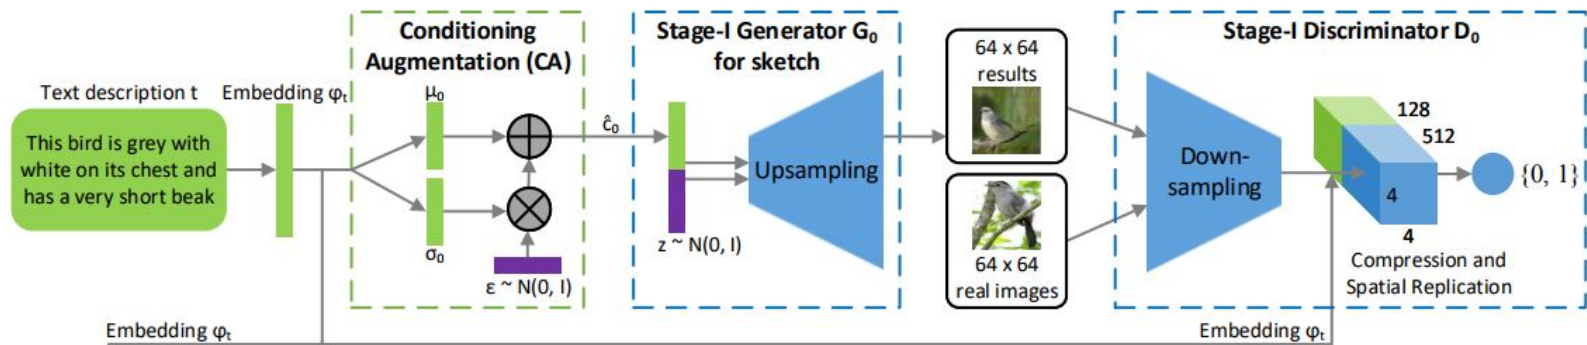 Text description t
This bird is grey with
white on its chest and
has a very short beak
Embedding φₜ
Conditioning
Augmentation (CA)
μ₀
σ₀
ε ~ N(0, I)
ĉ₀
Stage-I Generator G₀
for sketch
z ~ N(0, I)
Upsampling
64 x 64
results
64 x 64
real images
Stage-I Discriminator D₀
Down-
sampling
128
512
4
4
{0, 1}
Compression and
Spatial Replication
Embedding φₜ
Embedding φₜ